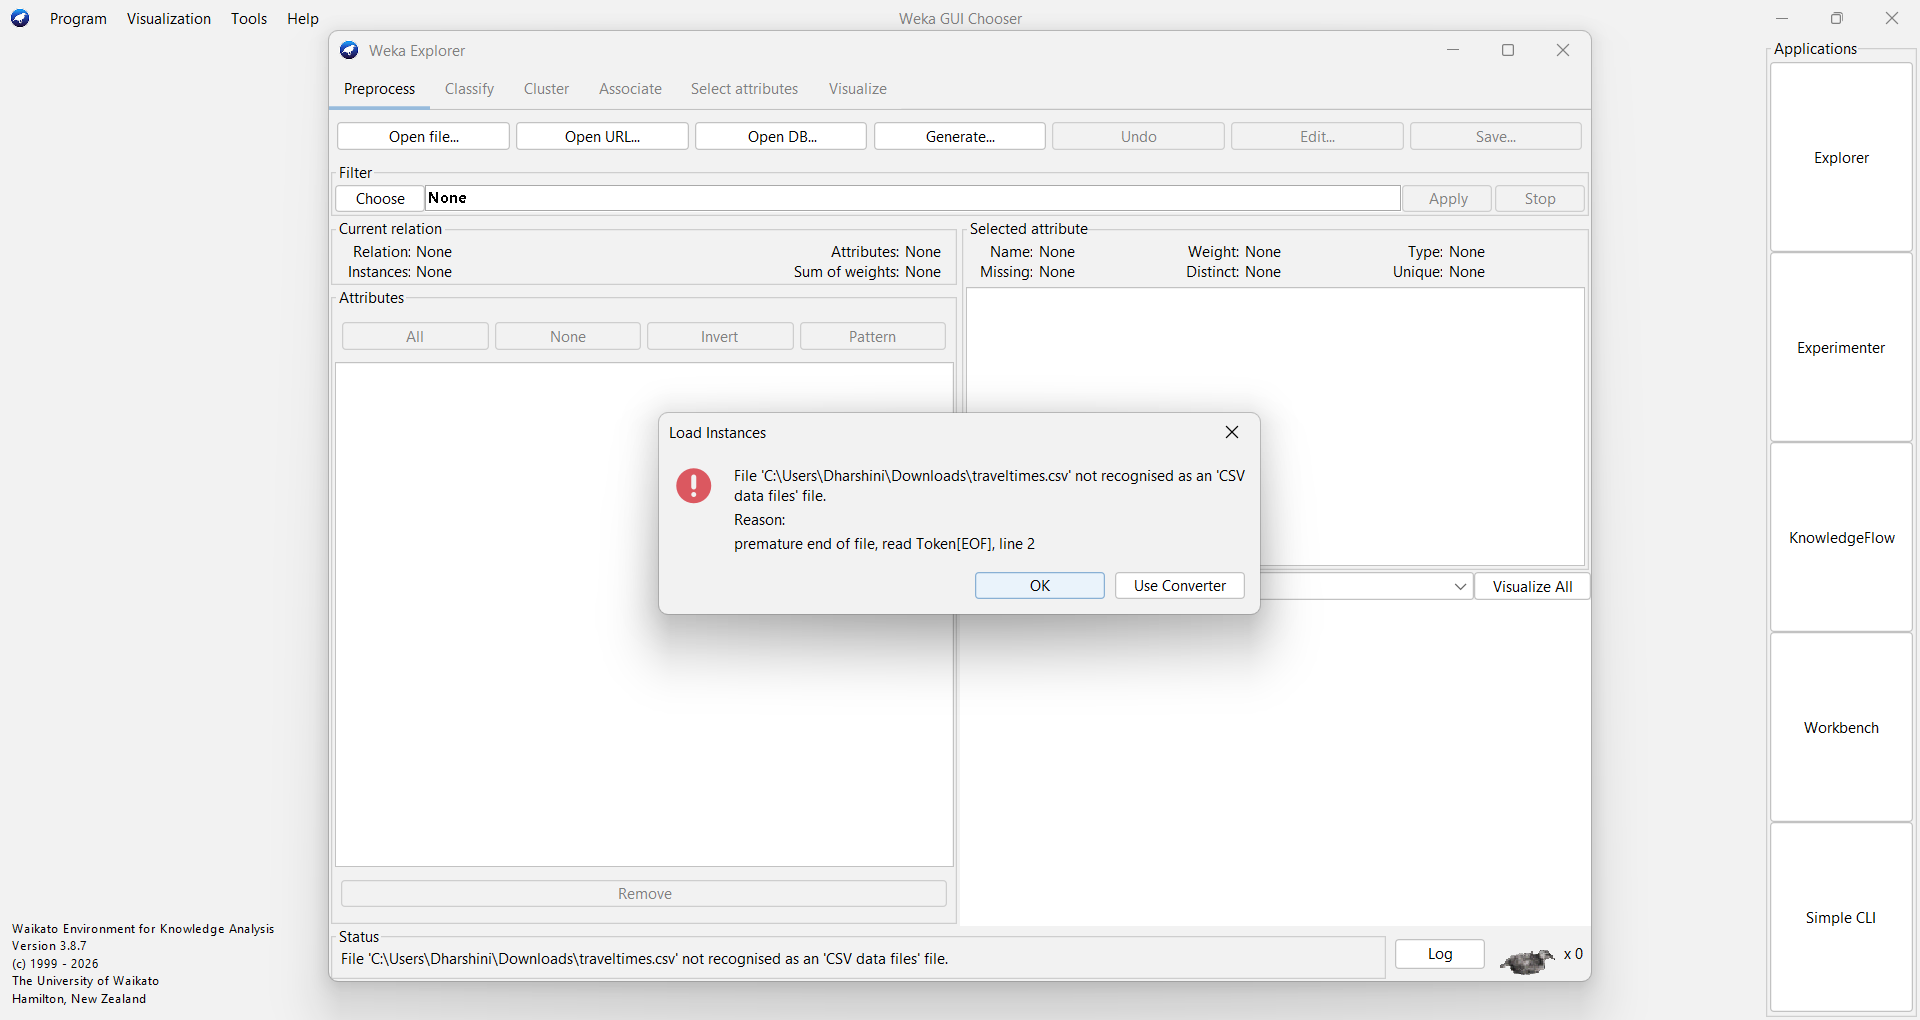 Program Visualization Tools Help
Weka GUI Chooser
Weka Explorer
Preprocess Classify Cluster Associate Select attributes Visualize
Open file... Open URL... Open DB... Generate... Undo Edit... Save...
Filter
Choose None Apply Stop
Current relation
Relation: None Attributes: None
Instances: None Sum of weights: None
Attributes
All None Invert Pattern
Remove
Selected attribute
Name: None Weight: None Type: None
Missing: None Distinct: None Unique: None
Visualize All
Load Instances
File 'C:\Users\Dharshini\Downloads\traveltimes.csv' not recognised as an 'CSV
data files' file.
Reason:
premature end of file, read Token[EOF], line 2
OK Use Converter
Status
File 'C:\Users\Dharshini\Downloads\traveltimes.csv' not recognised as an 'CSV data files' file.
Log x 0
Applications
Explorer
Experimenter
KnowledgeFlow
Workbench
Simple CLI
Waikato Environment for Knowledge Analysis
Version 3.8.7
(c) 1999 - 2026
The University of Waikato
Hamilton, New Zealand